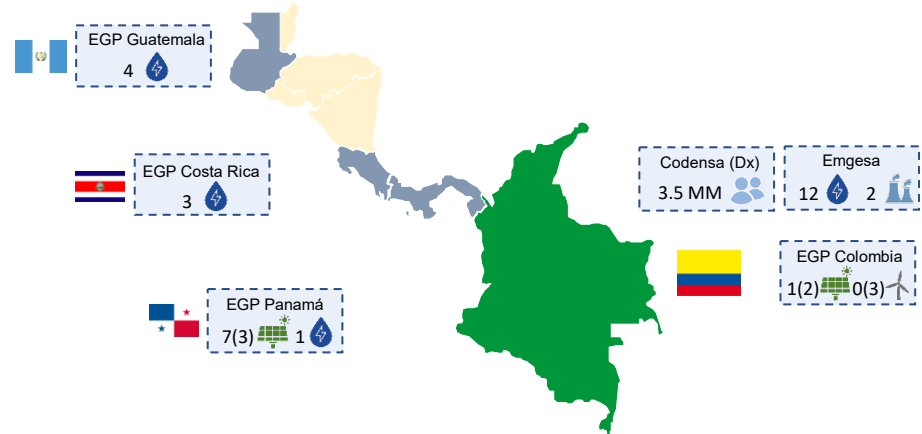 EGP Guatemala
4
EGP Costa Rica
3
EGP Panamá
7(3) 1
Codensa (Dx)
3.5 MM
Emgesa
12 2
EGP Colombia
1(2) 0(3)